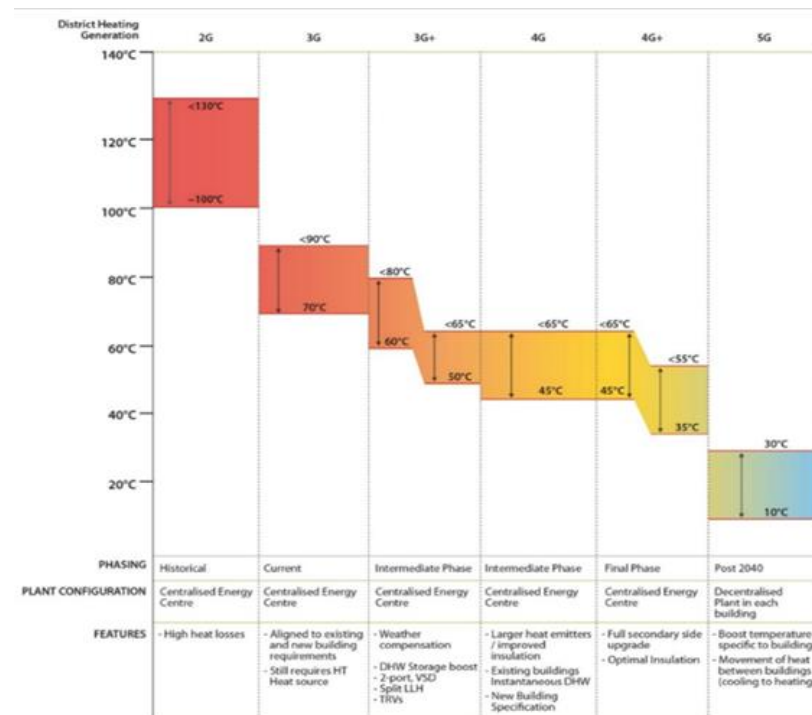 District Heating
Generation
2G
3G
3G+
4G
4G+
5G
140°C
120°C
100°C
80°C
60°C
40°C
20°C
<130°C
~100°C
<90°C
70°C
<80°C
60°C
<65°C
50°C
<65°C
45°C
<65°C
45°C
<55°C
35°C
30°C
10°C
PHASING
Historical
Current
Intermediate Phase
Intermediate Phase
Final Phase
Post 2040
PLANT CONFIGURATION
Centralised Energy
Centre
Centralised Energy
Centre
Centralised Energy
Centre
Centralised Energy
Centre
Centralised Energy
Centre
Decentralised
Plant in each
building
FEATURES
- High heat losses
- Aligned to existing
and new building
requirements
- Still requires HT
Heat source
- Weather
compensation
- DHW Storage boost
- 2-port, VSD
- Split LLH
- TRVs
- Larger heat emitters
/ improved
insulation
- Existing buildings
Instantaneous DHW
- New Building
Specification
- Full secondary side
upgrade
- Optimal Insulation
- Boost temperature
specific to building
- Movement of heat
between buildings
(cooling to heating)